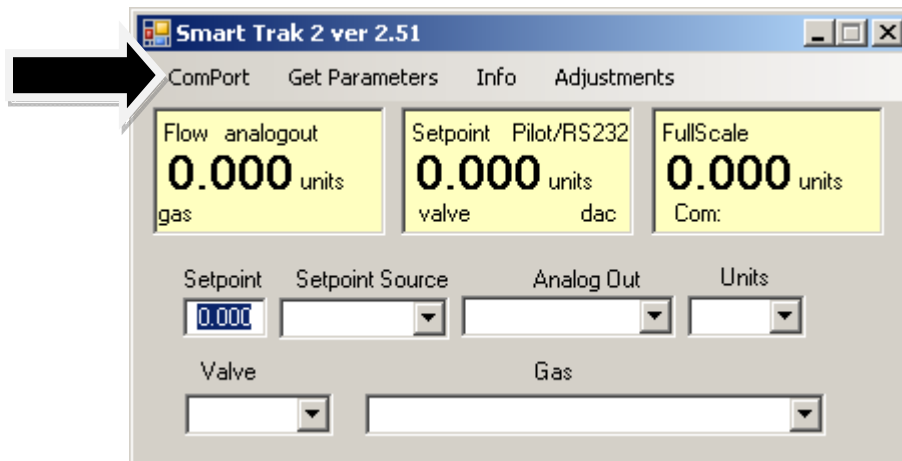 Smart Trak 2 ver 2.51
ComPort Get Parameters Info Adjustments
Flow analogout
0.000 units
gas
Setpoint Pilot/RS232
0.000 units
valve dac
FullScale
0.000 units
Com:
Setpoint Setpoint Source Analog Out Units
0.000
Valve Gas